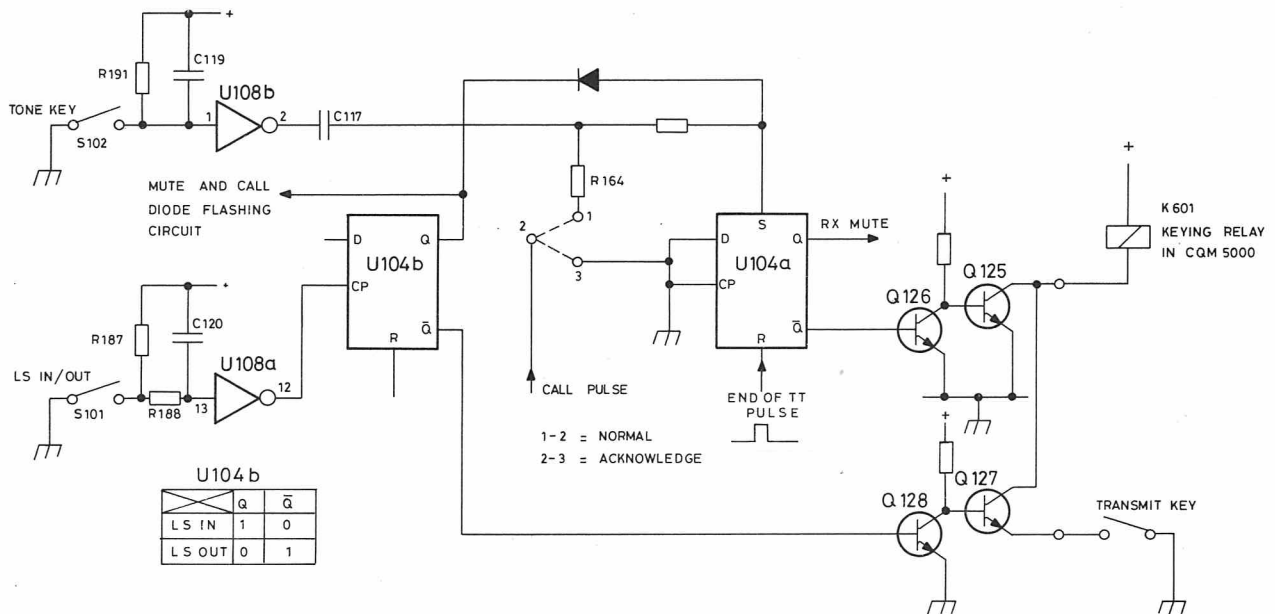 +
C119
R191
U108b
TONE KEY
1
2
C117
S102
R164
MUTE AND CALL
DIODE FLASHING
CIRCUIT
1
2
3
D
Q
U104b
CP
Q̅
R
S
D
Q
U104a
CP
Q̅
R
RX MUTE
+
K601
KEYING RELAY
IN CQM 5000
+
Q125
Q126
+
C120
R187
U108a
LS IN/OUT
12
13
S101
R188
CALL PULSE
END OF TT
PULSE
1-2 = NORMAL
2-3 = ACKNOWLEDGE
+
Q127
Q128
TRANSMIT KEY
U104b
Q Q̅
LS IN 1 0
LS OUT 0 1